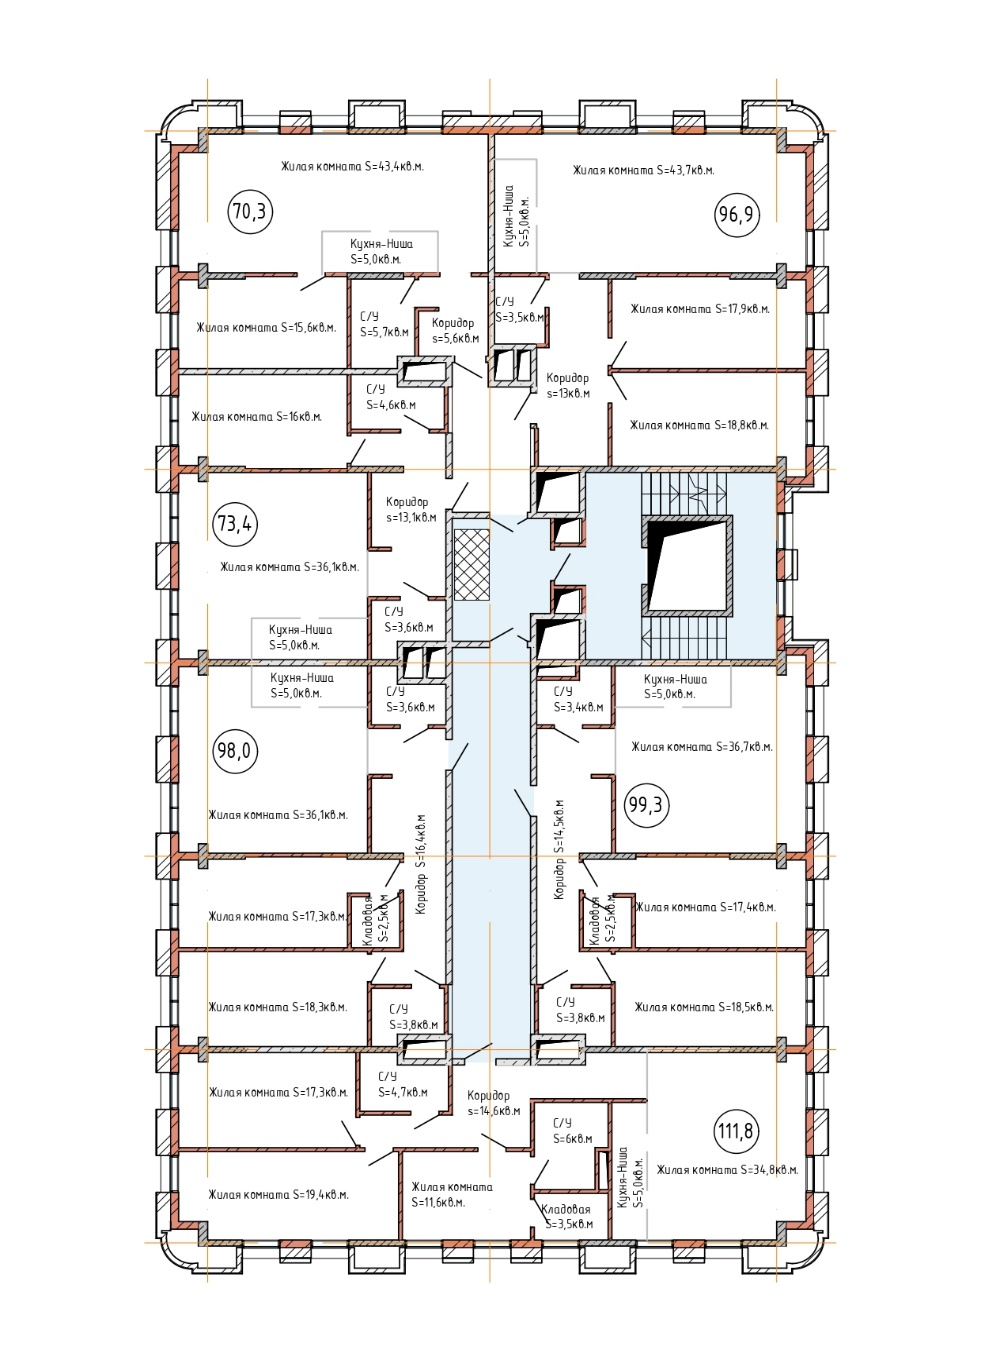 Жилая комната S=43,4кв.м.
Жилая комната S=43,7кв.м.
70,3
96,9
Кухня-Ниша
S=5,0кв.м.
Кухня-Ниша
S=5,0кв.м.
Жилая комната S=15,6кв.м.
С/У
S=5,7кв.м
Коридор
s=5,6кв.м
С/У
S=3,5кв.м
Жилая комната S=17,9кв.м.
Коридор
s=13кв.м
С/У
S=4,6кв.м
Жилая комната S=16кв.м.
Жилая комната S=18,8кв.м.
73,4
Коридор
s=13,1кв.м
Жилая комната S=36,1кв.м.
С/У
S=3,6кв.м
Кухня-Ниша
S=5,0кв.м.
Кухня-Ниша
S=5,0кв.м.
С/У
S=3,6кв.м
С/У
S=3,4кв.м
Кухня-Ниша
S=5,0кв.м.
98,0
Жилая комната S=36,7кв.м.
99,3
Жилая комната S=36,1кв.м.
Коридор S=16,4кв.м
Коридор S=14,5кв.м
Жилая комната S=17,3кв.м.
Кладовая
S=2,5кв.м
Кладовая
S=2,5кв.м
Жилая комната S=17,4кв.м.
Жилая комната S=18,3кв.м.
С/У
S=3,8кв.м
С/У
S=3,8кв.м
Жилая комната S=18,5кв.м.
Жилая комната S=17,3кв.м.
С/У
S=4,7кв.м
Коридор
s=14,6кв.м
С/У
S=6кв.м
111,8
Жилая комната S=34,8кв.м.
Кухня-Ниша
S=5,0кв.м.
Жилая комната S=19,4кв.м.
Жилая комната
S=11,6кв.м.
Кладовая
S=3,5кв.м